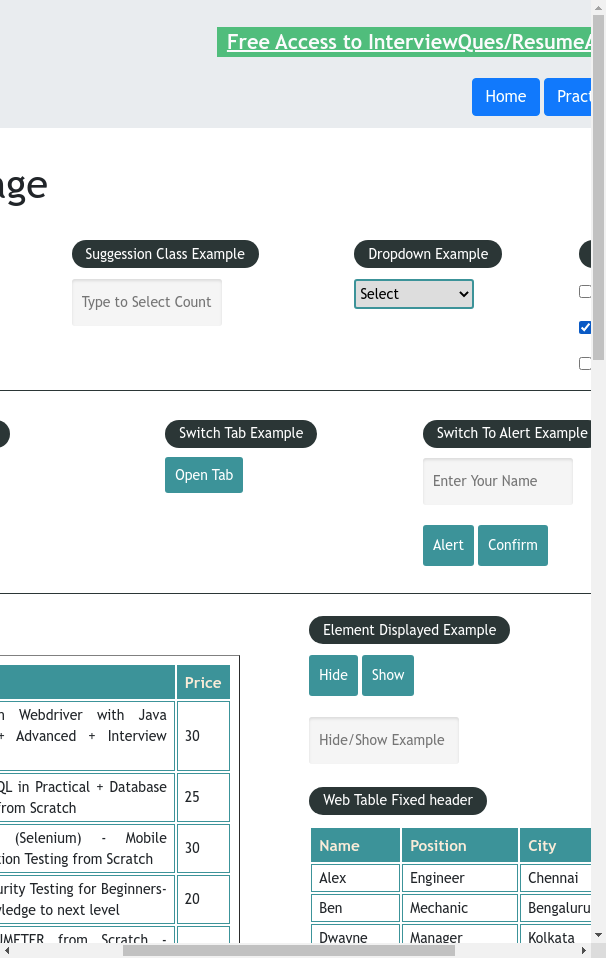 Free Access to InterviewQues/ResumeA
Home
Pract
age
Suggession Class Example
Dropdown Example
Type to Select Count
Select
Switch Tab Example
Switch To Alert Example
Open Tab
Enter Your Name
Alert
Confirm
Element Displayed Example
Hide
Show
Hide/Show Example
Web Table Fixed header
Price
Webdriver with Java
+ Advanced + Interview
30
QL in Practical + Database
from Scratch
25
(Selenium) - Mobile
tion Testing from Scratch
30
urity Testing for Beginners-
wledge to next level
20
JMETER from Scratch -
Name Position City
Alex Engineer Chennai
Ben Mechanic Bengaluru
Dwayne Manager Kolkata